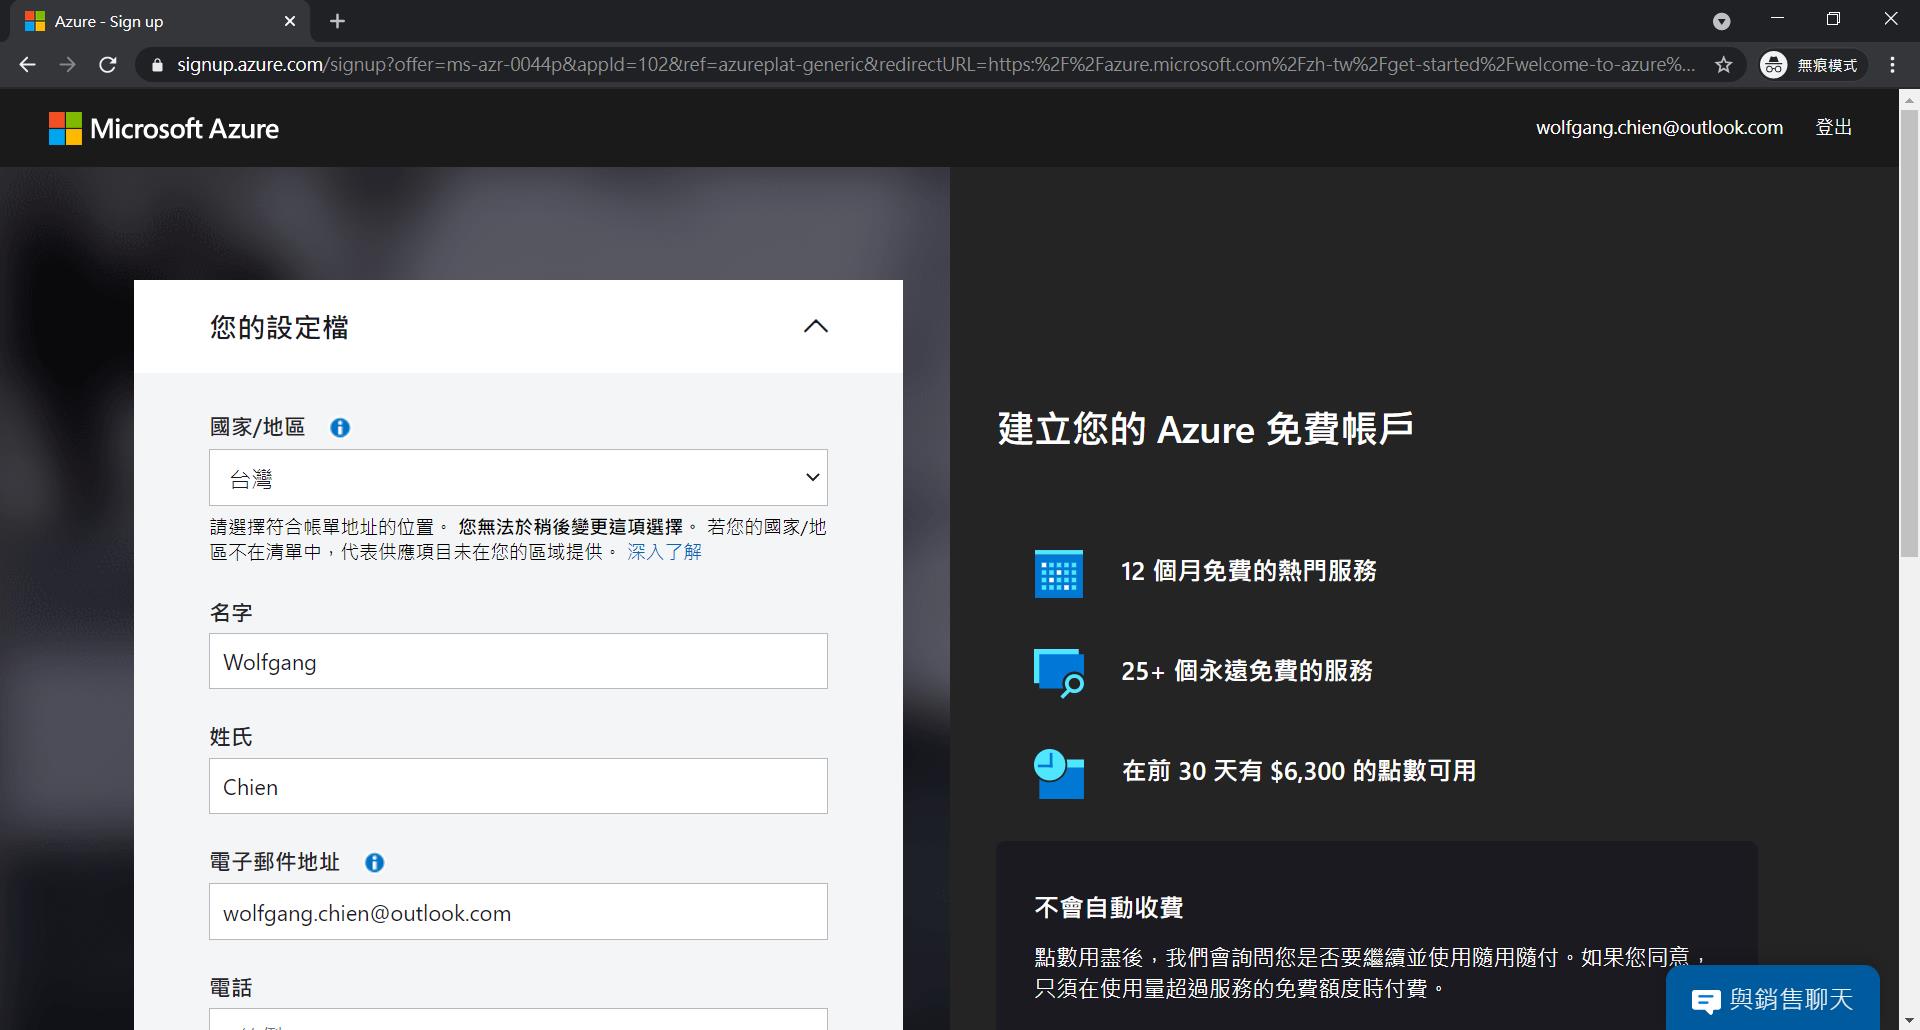 Azure - Sign up
signup.azure.com/signup?offer=ms-azr-0044p&appId=102&ref=azureplat-generic&redirectURL=https:%2F%2Fazure.microsoft.com%2Fzh-tw%2Fget-started%2Fwelcome-to-azure%...
無痕模式
Microsoft Azure
wolfgang.chien@outlook.com 登出
您的設定檔
國家/地區
台灣
請選擇符合帳單地址的位置。 您無法於稍後變更這項選擇。 若您的國家/地
區不在清單中，代表供應項目未在您的區域提供。 深入了解
名字
Wolfgang
姓氏
Chien
電子郵件地址
wolfgang.chien@outlook.com
電話
建立您的 Azure 免費帳戶
12 個月免費的熱門服務
25+ 個永遠免費的服務
在前 30 天有 $6,300 的點數可用
不會自動收費
點數用盡後，我們會詢問您是否要繼續並使用隨用隨付。如果您同意，
只須在使用量超過服務的免費額度時付費。
與銷售聊天